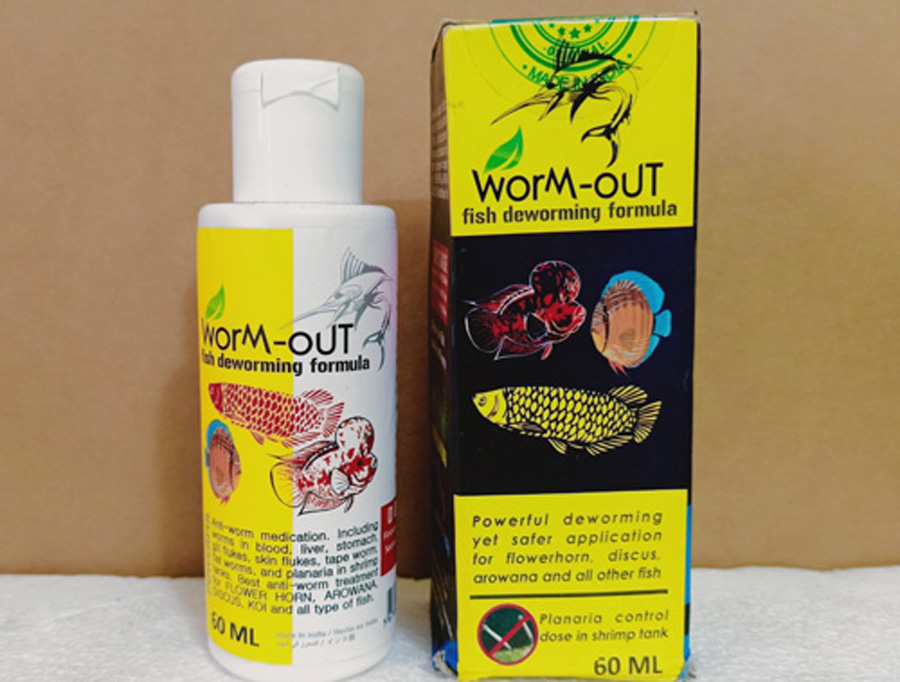 WorM-ouT
fish deworming formula
Anti-worm medication. Including
worms in blood, liver, stomach,
gill flukes, skin flukes, tape worm,
flat worms, and planaria in shrimp
tanks. Best anti-worm treatment
for FLOWER HORN, AROWANA,
DISCUS, KOI and all type of fish.
60 ML
made in India / Hecho en India
ORIGINAL
MADE IN
WorM-ouT
fish deworming formula
Powerful deworming
yet safer application
for flowerhorn, discus,
arowana and all other fish
Planaria control
dose in shrimp tank
60 ML